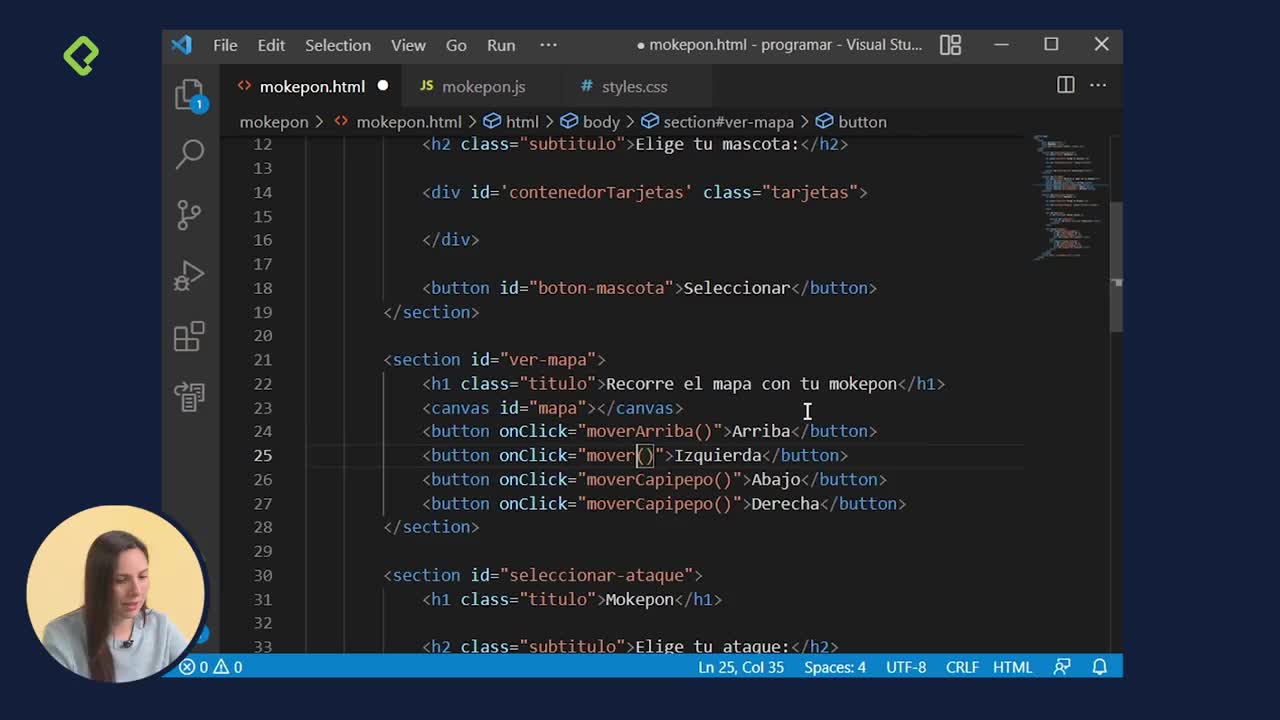 File Edit Selection View Go Run ··· ● mokepon.html - programar - Visual Stu...
<> mokepon.html ● JS mokepon.js # styles.css ···
1
mokepon > <> mokepon.html > html > body > section#ver-mapa > button
12 <h2 class="subtitulo">Elige tu mascota:</h2>
13
14 <div id='contenedorTarjetas' class="tarjetas">
15
16 </div>
17
18 <button id="boton-mascota">Seleccionar</button>
19 </section>
20
21 <section id="ver-mapa">
22 <h1 class="titulo">Recorre el mapa con tu mokepon</h1>
23 <canvas id="mapa"></canvas>
24 <button onClick="moverArriba()">Arriba</button>
25 <button onClick="mover()">Izquierda</button>
26 <button onClick="moverCapipepo()">Abajo</button>
27 <button onClick="moverCapipepo()">Derecha</button>
28 </section>
29
30 <section id="seleccionar-ataque">
31 <h1 class="titulo">Mokepon</h1>
32
33 <h2 class="subtitulo">Elige tu ataque:</h2>
0 0 Ln 25, Col 35 Spaces: 4 UTF-8 CRLF HTML